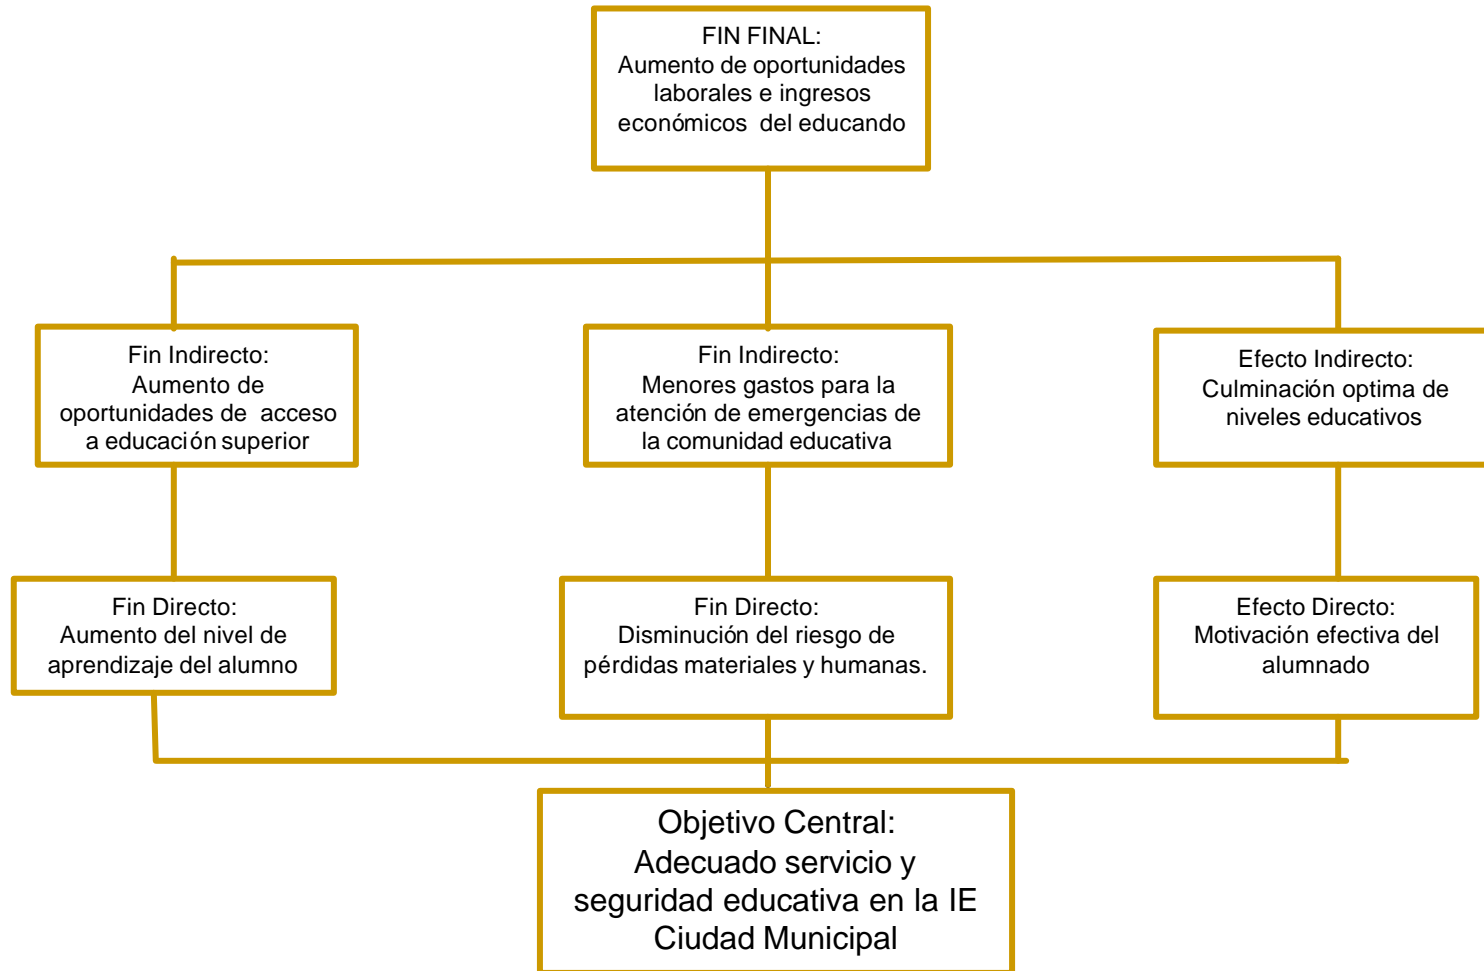 FIN FINAL:
Aumento de oportunidades
laborales e ingresos
económicos del educando
Fin Indirecto:
Aumento de
oportunidades de acceso
a educación superior
Fin Indirecto:
Menores gastos para la
atención de emergencias de
la comunidad educativa
Efecto Indirecto:
Culminación optima de
niveles educativos
Fin Directo:
Aumento del nivel de
aprendizaje del alumno
Fin Directo:
Disminución del riesgo de
pérdidas materiales y humanas.
Efecto Directo:
Motivación efectiva del
alumnado
Objetivo Central:
Adecuado servicio y
seguridad educativa en la IE
Ciudad Municipal